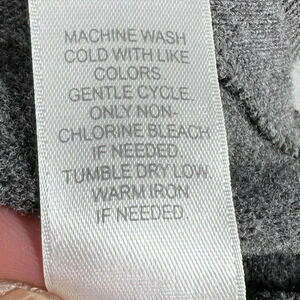 MACHINE WASH
COLD WITH LIKE
COLORS
GENTLE CYCLE.
ONLY NON-
CHLORINE BLEACH
IF NEEDED.
TUMBLE DRY LOW.
WARM IRON
IF NEEDED.